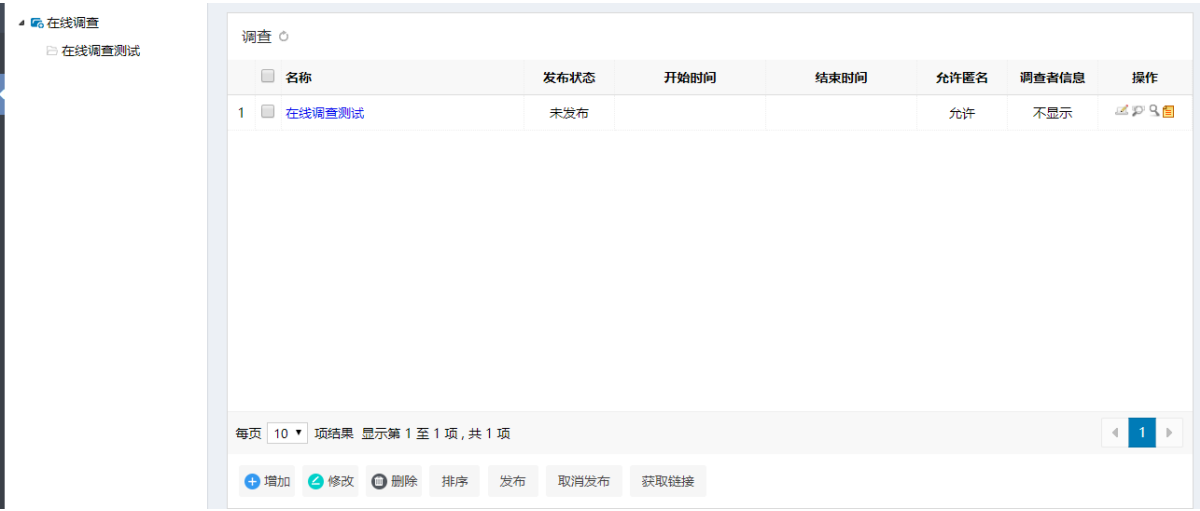 在线调查
在线调查测试
调查
名称 发布状态 开始时间 结束时间 允许匿名 调查者信息 操作
1 在线调查测试 未发布 允许 不显示
每页 10 项结果 显示第 1 至 1 项 , 共 1 项 1
增加 修改 删除 排序 发布 取消发布 获取链接